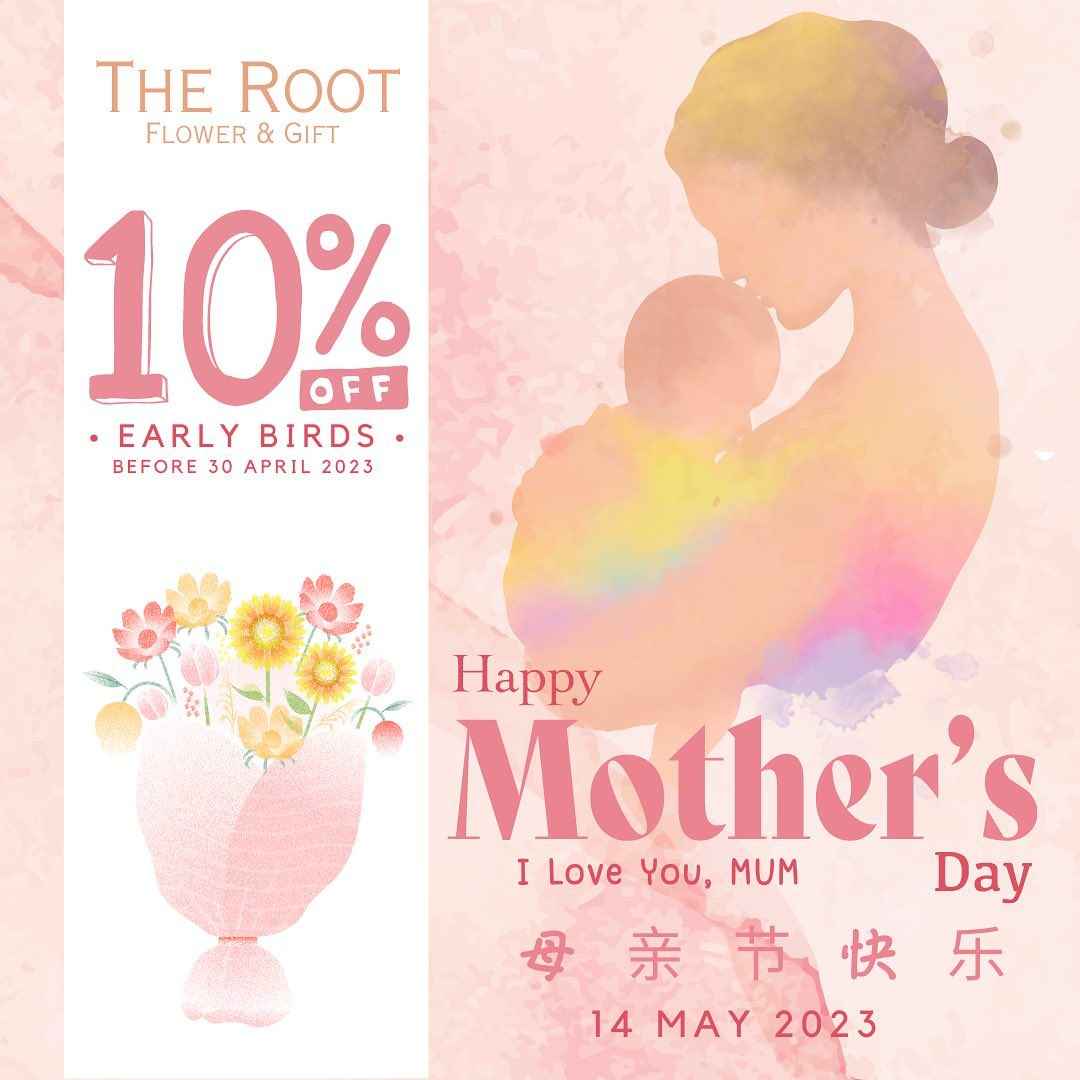 THE ROOT
FLOWER & GIFT
10%
OFF
• EARLY BIRDS •
BEFORE 30 APRIL 2023
Happy
Mother's
I Love You, MUM
Day
母亲节快乐
14 MAY 2023